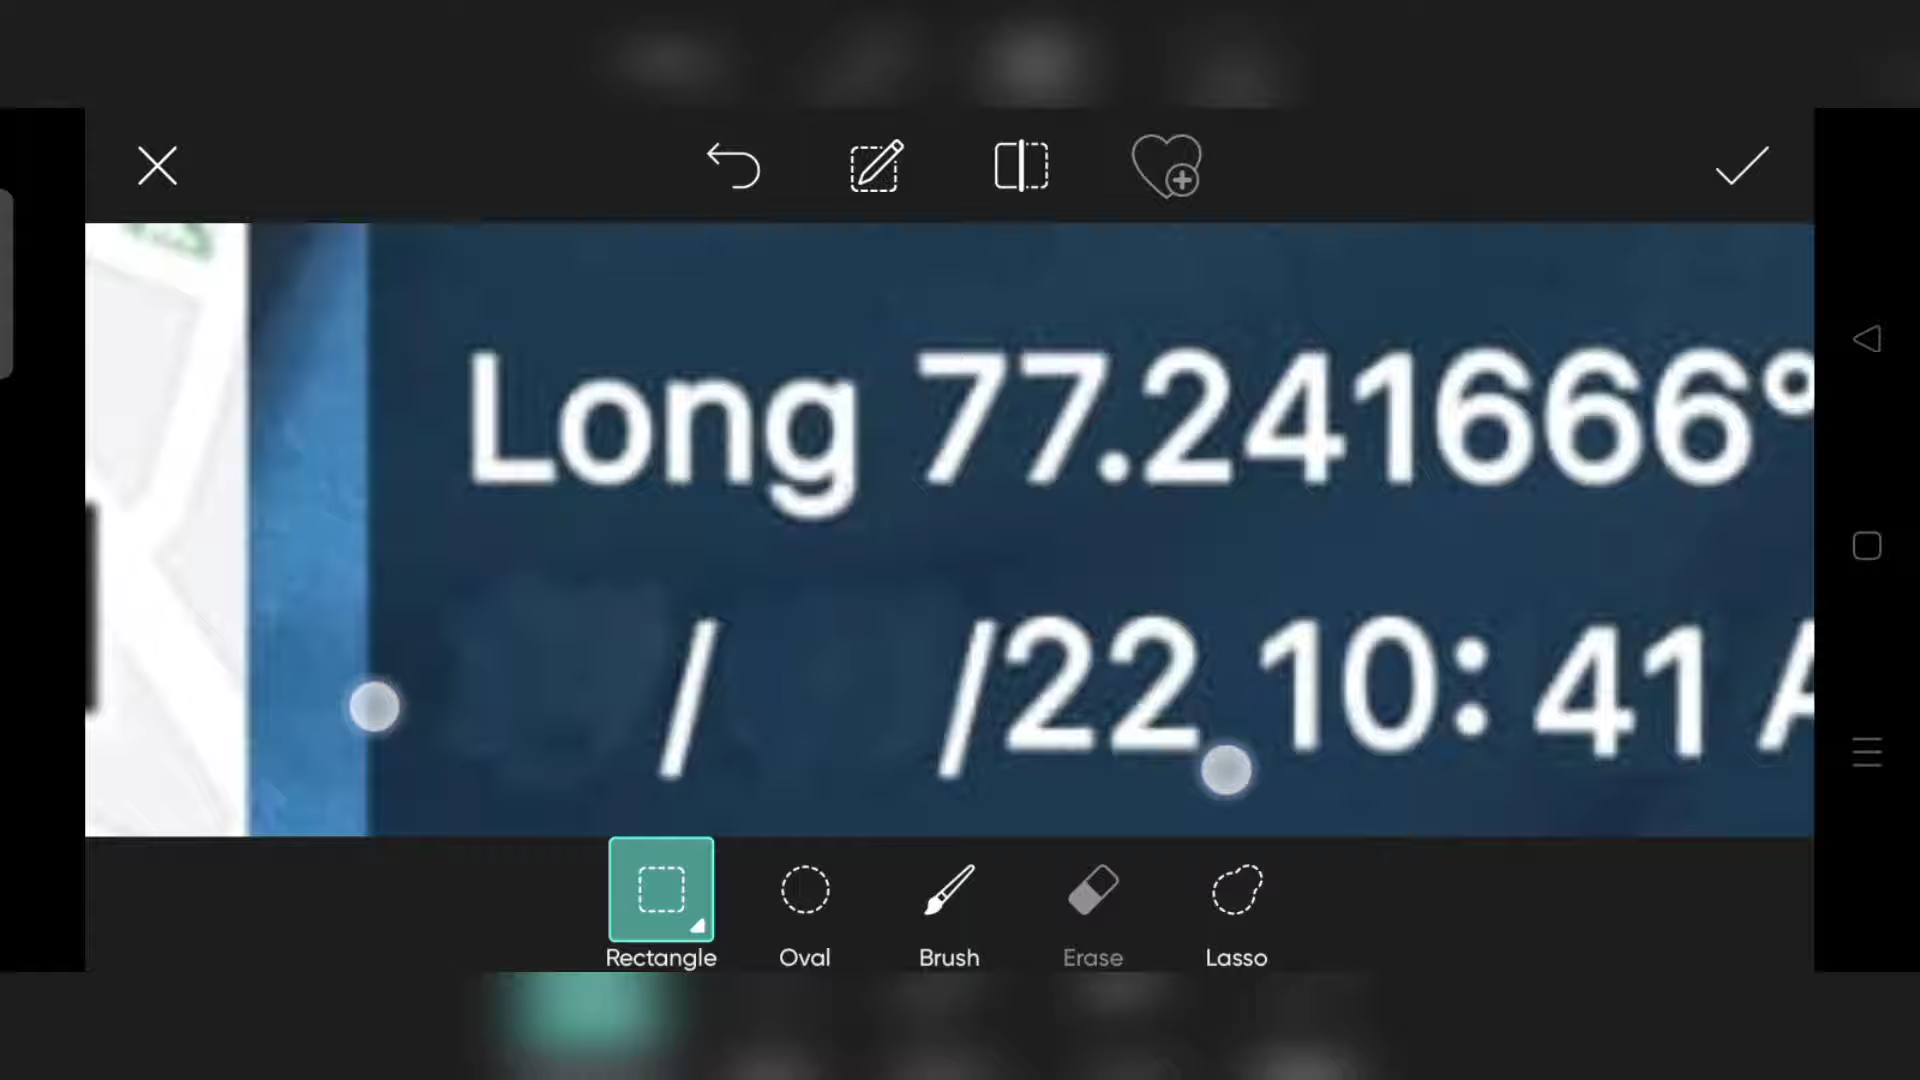 Long 77.241666°
/ /22 10: 41 A
Rectangle
Oval
Brush
Erase
Lasso